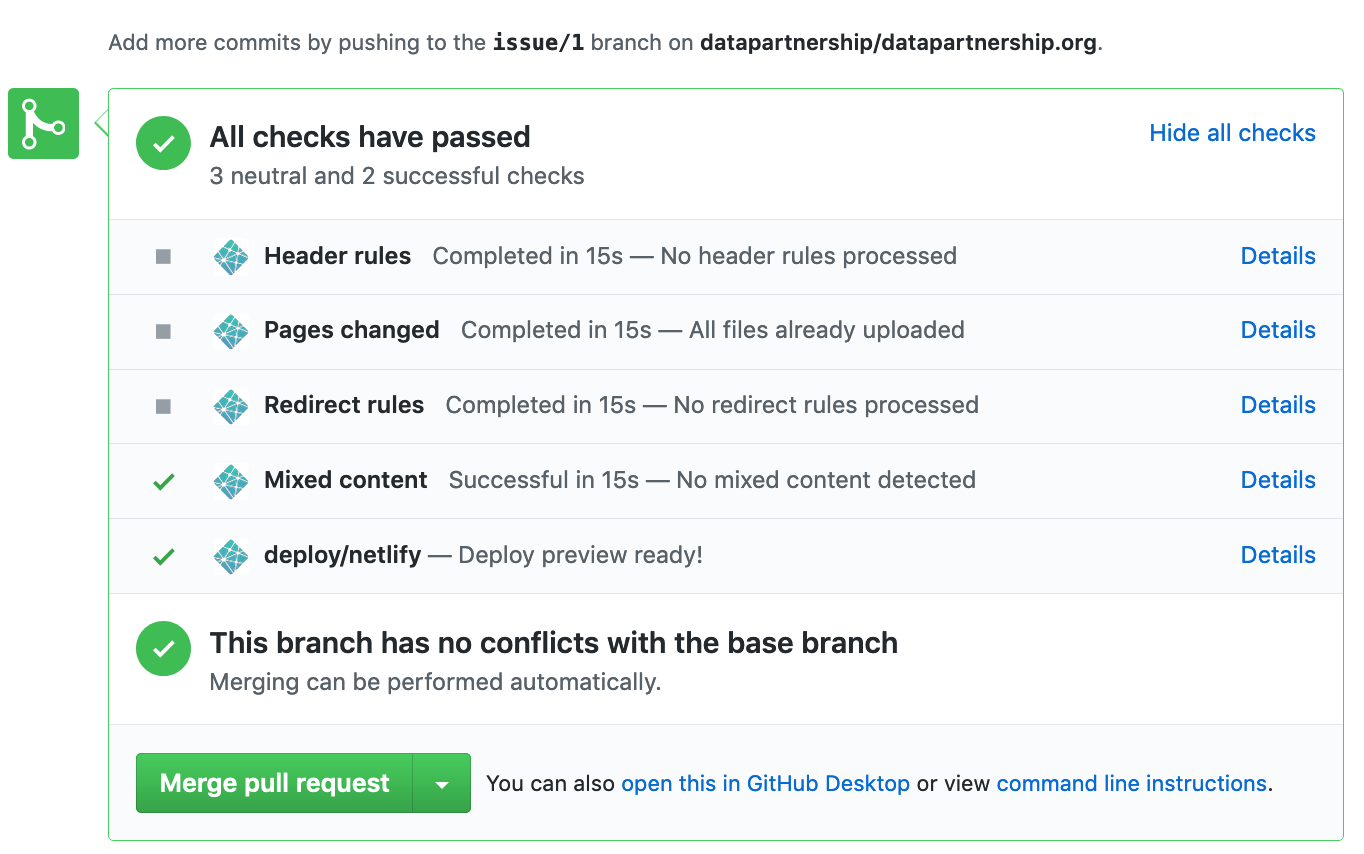 Add more commits by pushing to the issue/1 branch on datapartnership/datapartnership.org.
All checks have passed
Hide all checks
3 neutral and 2 successful checks
Header rules Completed in 15s — No header rules processed Details
Pages changed Completed in 15s — All files already uploaded Details
Redirect rules Completed in 15s — No redirect rules processed Details
Mixed content Successful in 15s — No mixed content detected Details
deploy/netlify — Deploy preview ready! Details
This branch has no conflicts with the base branch
Merging can be performed automatically.
Merge pull request You can also open this in GitHub Desktop or view command line instructions.